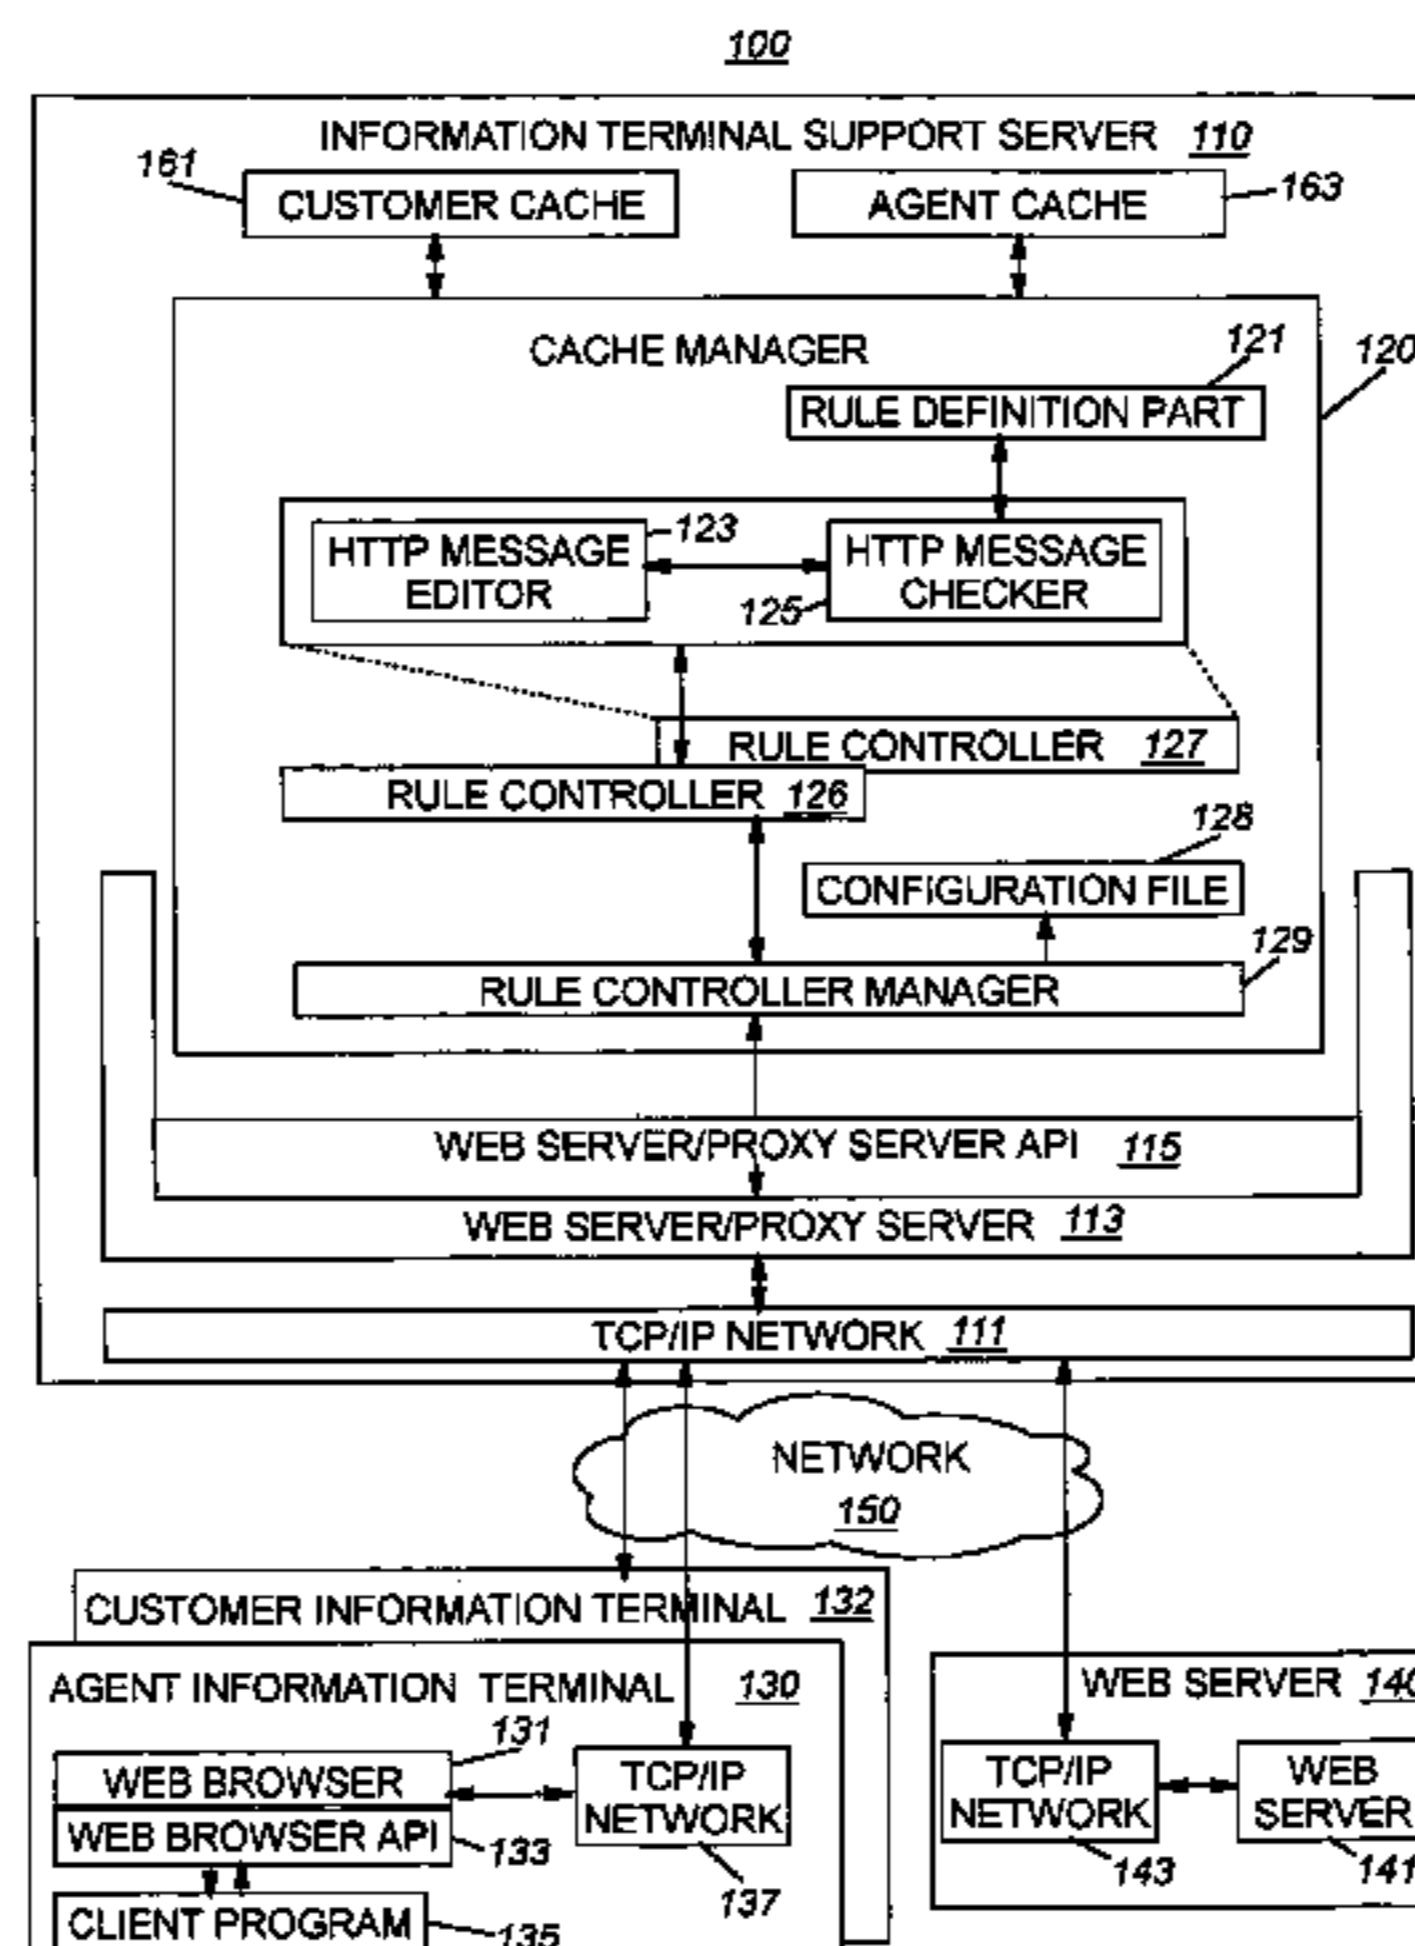 100
INFORMATION TERMINAL SUPPORT SERVER 110
161
CUSTOMER CACHE
AGENT CACHE
163
CACHE MANAGER
121
120
RULE DEFINITION PART
HTTP MESSAGE
EDITOR
123
HTTP MESSAGE
CHECKER
125
RULE CONTROLLER 127
RULE CONTROLLER 126
128
CONFIGURATION FILE
129
RULE CONTROLLER MANAGER
WEB SERVER/PROXY SERVER API 115
WEB SERVER/PROXY SERVER 113
TCP/IP NETWORK 111
NETWORK
150
CUSTOMER INFORMATION TERMINAL 132
AGENT INFORMATION TERMINAL 130
131
WEB BROWSER
WEB BROWSER API
133
CLIENT PROGRAM
135
TCP/IP
NETWORK
137
WEB SERVER 140
TCP/IP
NETWORK
143
WEB
SERVER
141